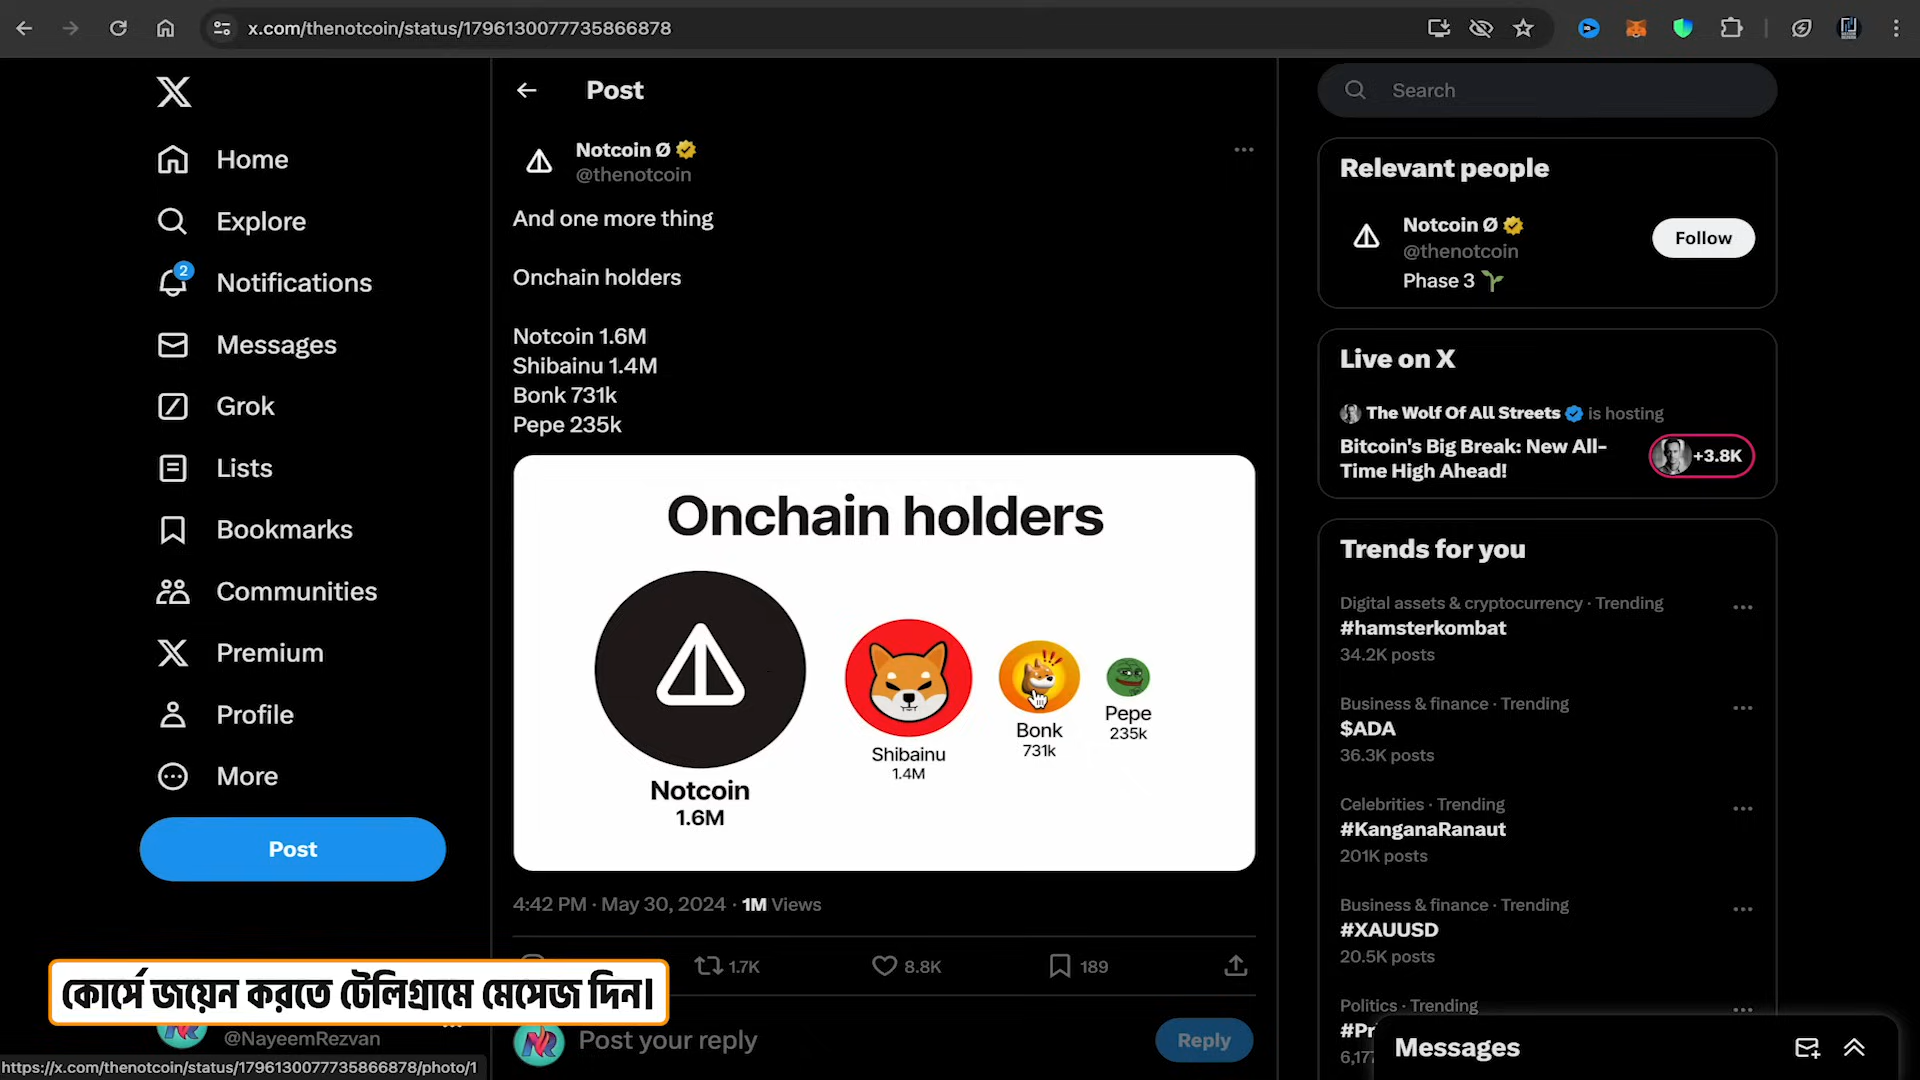 x.com/thenotcoin/status/1796130077735866878
Home
Explore
2
Notifications
Messages
Grok
Lists
Bookmarks
Communities
Premium
Profile
More
Post
@NayeemRezvan
কোর্সে জয়েন করতে টেলিগ্রামে মেসেজ দিন।
https://x.com/thenotcoin/status/1796130077735866878/photo/1
Post
Notcoin Ø
@thenotcoin
And one more thing
Onchain holders
Notcoin 1.6M
Shibainu 1.4M
Bonk 731k
Pepe 235k
Onchain holders
Notcoin
1.6M
Shibainu
1.4M
Bonk
731k
Pepe
235k
4:42 PM · May 30, 2024 · 1M Views
1.7K
8.8K
189
Post your reply
Reply
Search
Relevant people
Notcoin Ø
@thenotcoin
Phase 3
Follow
Live on X
The Wolf Of All Streets is hosting
Bitcoin's Big Break: New All-
Time High Ahead!
+3.8K
Trends for you
Digital assets & cryptocurrency · Trending
#hamsterkombat
34.2K posts
Business & finance · Trending
$ADA
36.3K posts
Celebrities · Trending
#KanganaRanaut
201K posts
Business & finance · Trending
#XAUUSD
20.5K posts
Politics · Trending
Messages